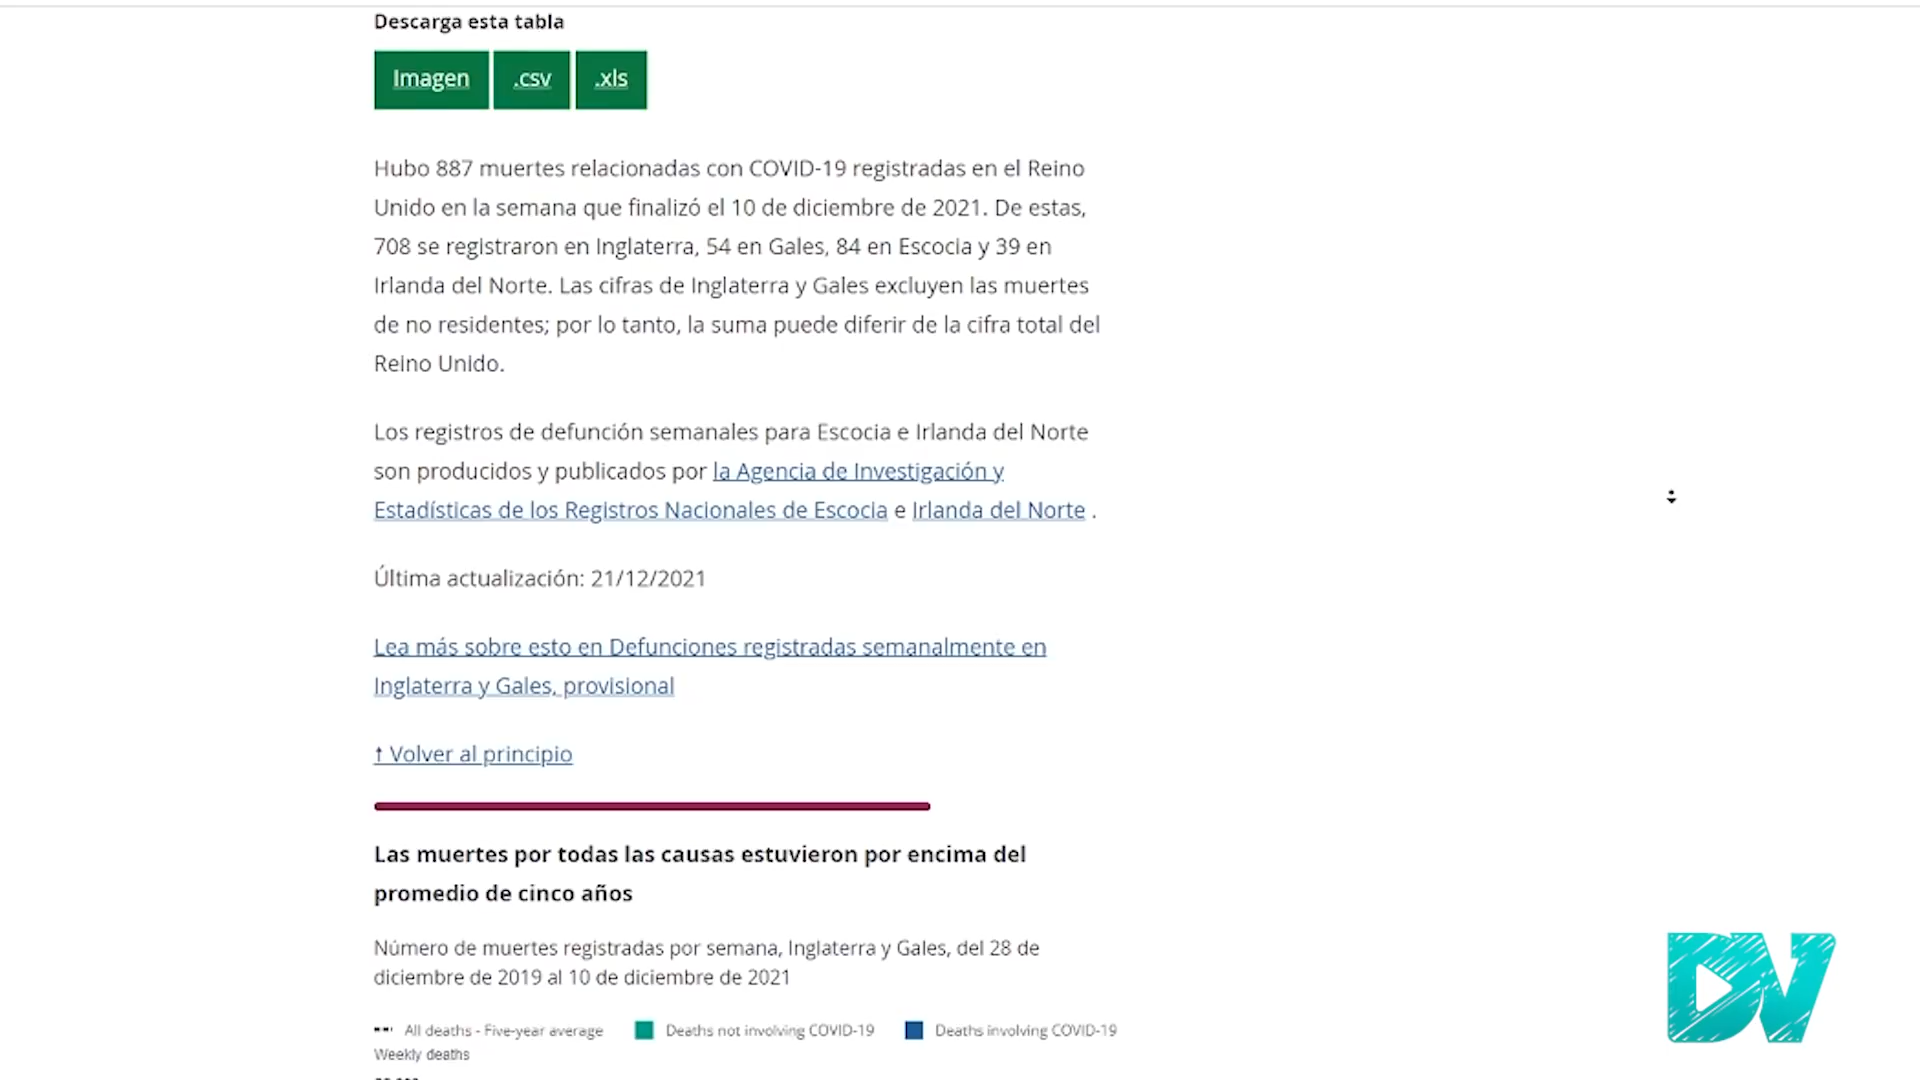 Descarga esta tabla
Imagen .csv .xls
Hubo 887 muertes relacionadas con COVID-19 registradas en el Reino
Unido en la semana que finalizó el 10 de diciembre de 2021. De estas,
708 se registraron en Inglaterra, 54 en Gales, 84 en Escocia y 39 en
Irlanda del Norte. Las cifras de Inglaterra y Gales excluyen las muertes
de no residentes; por lo tanto, la suma puede diferir de la cifra total del
Reino Unido.
Los registros de defunción semanales para Escocia e Irlanda del Norte
son producidos y publicados por la Agencia de Investigación y
Estadísticas de los Registros Nacionales de Escocia e Irlanda del Norte .
Última actualización: 21/12/2021
Lea más sobre esto en Defunciones registradas semanalmente en
Inglaterra y Gales, provisional
↑ Volver al principio
Las muertes por todas las causas estuvieron por encima del
promedio de cinco años
Número de muertes registradas por semana, Inglaterra y Gales, del 28 de
diciembre de 2019 al 10 de diciembre de 2021
All deaths - Five-year average Deaths not involving COVID-19 Deaths involving COVID-19
Weekly deaths
DV